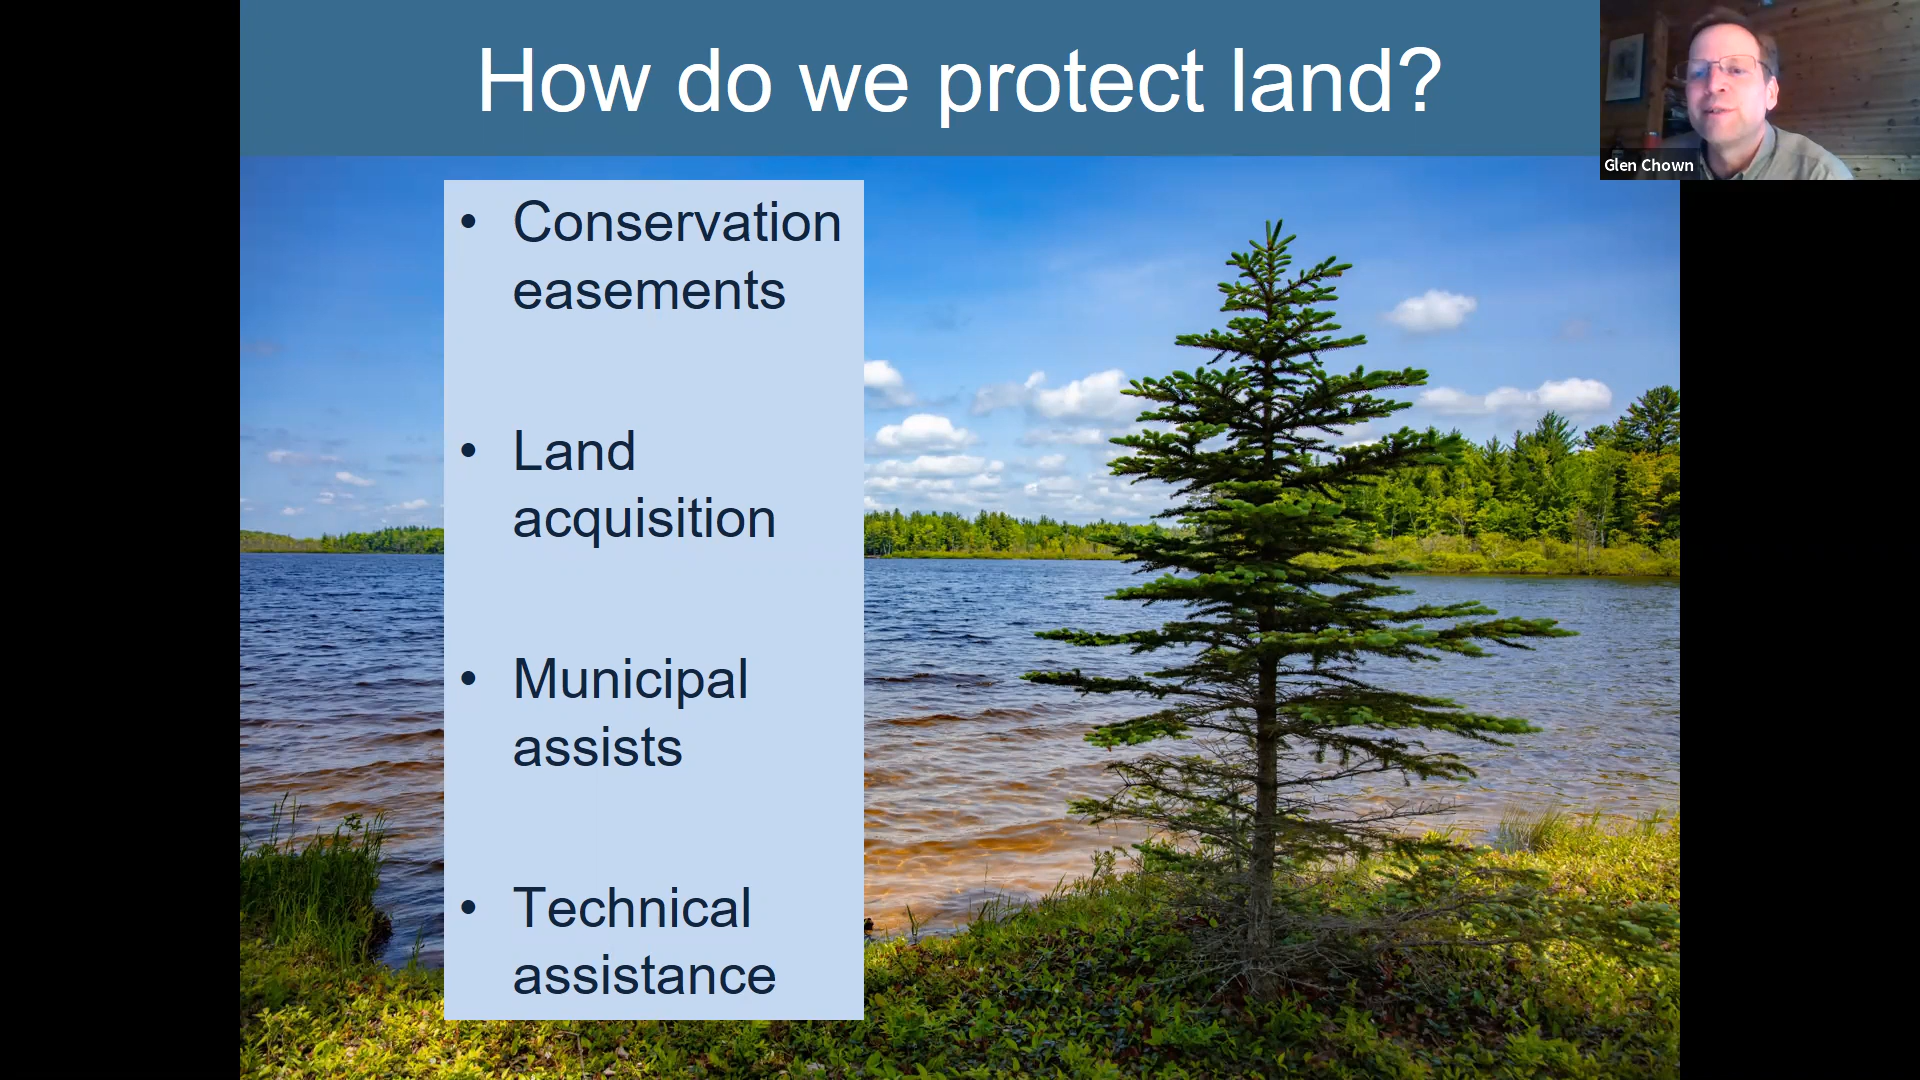 How do we protect land?
Glen Chown
• Conservation
easements
• Land
acquisition
• Municipal
assists
• Technical
assistance